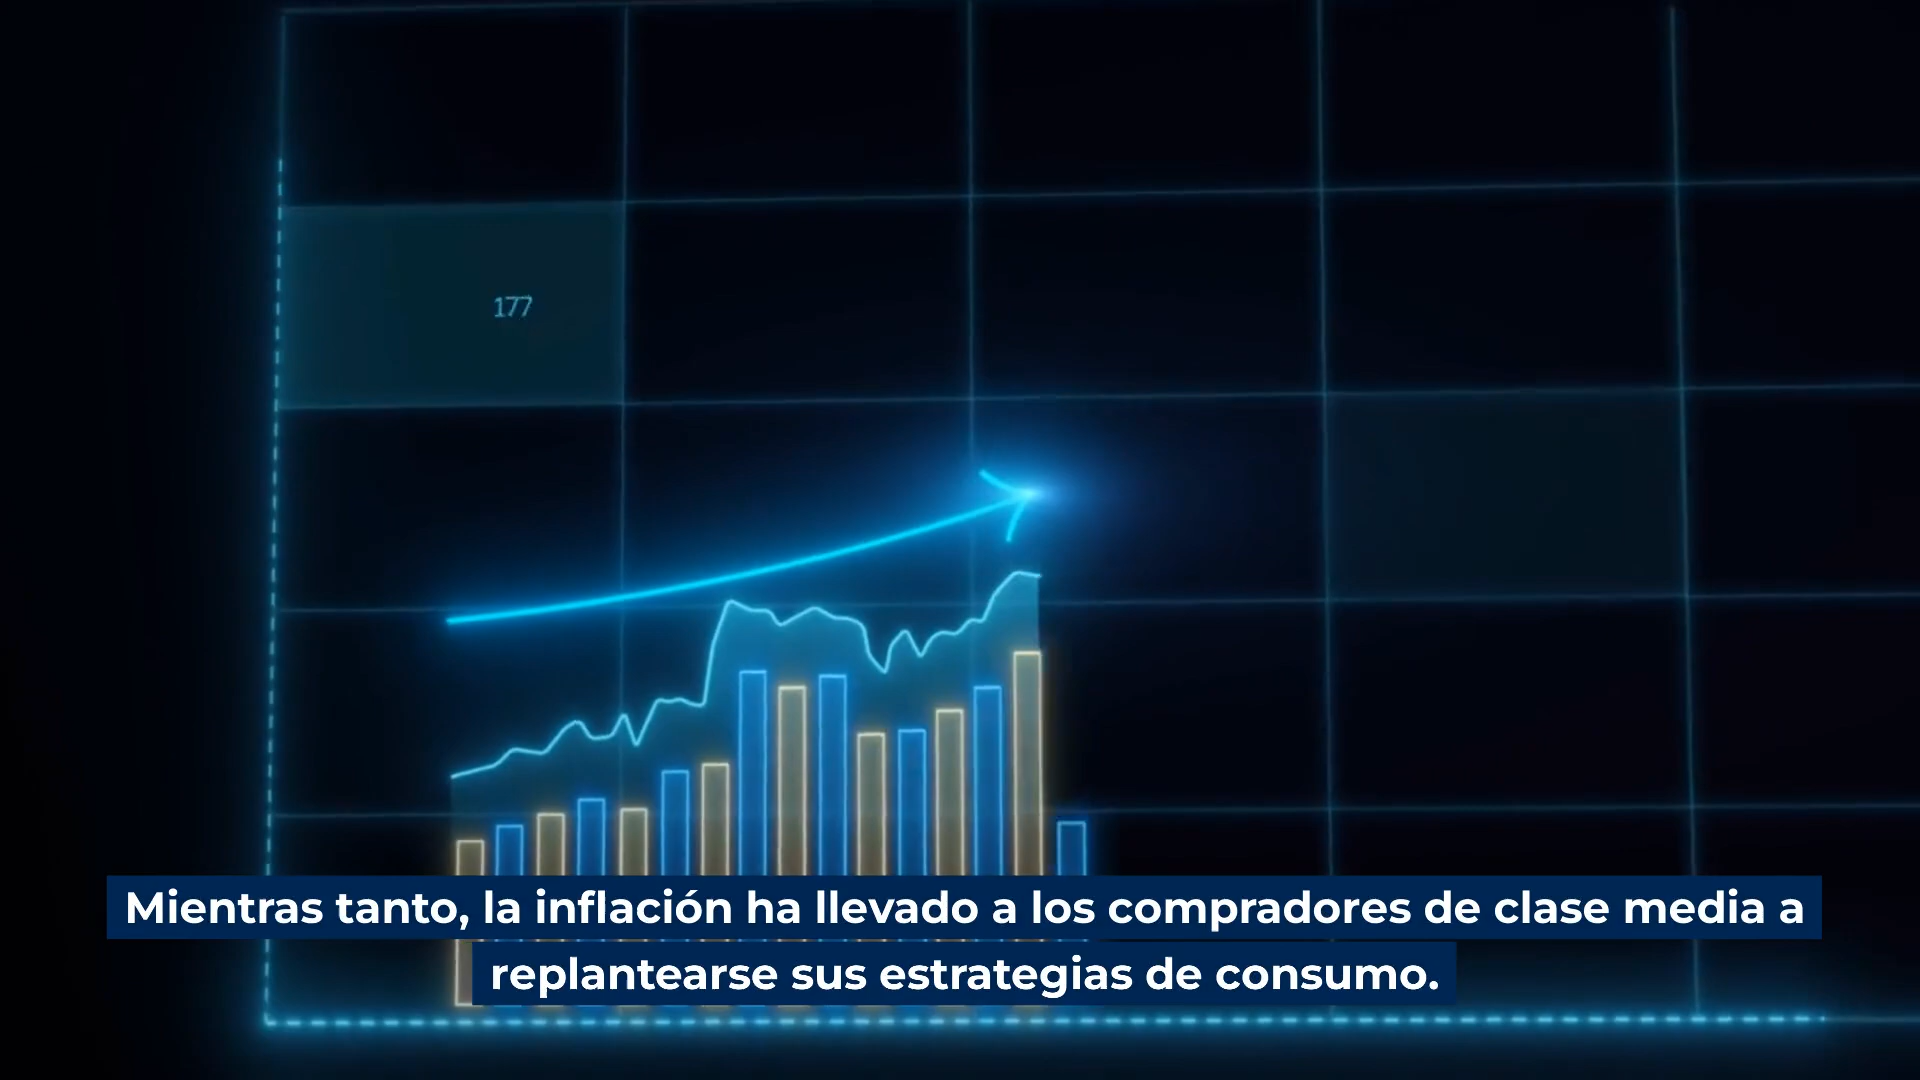 177
Mientras tanto, la inflación ha llevado a los compradores de clase media a
replantearse sus estrategias de consumo.